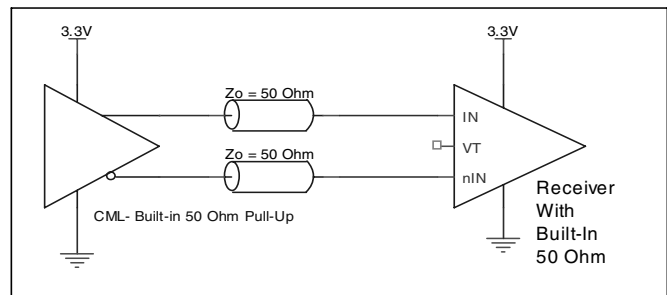 3.3V
3.3V
Zo = 50 Ohm
IN
VT
Zo = 50 Ohm
nIN
CML- Built-in 50 Ohm Pull-Up
Receiver
With
Built-In
50 Ohm